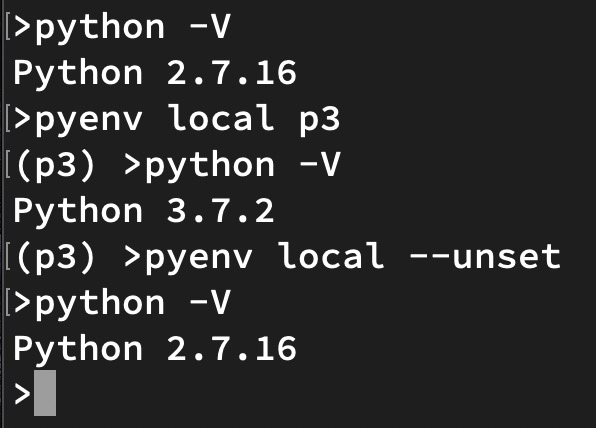 [>python -V
Python 2.7.16
[>pyenv local p3
[(p3) >python -V
Python 3.7.2
[(p3) >pyenv local --unset
[>python -V
Python 2.7.16
>